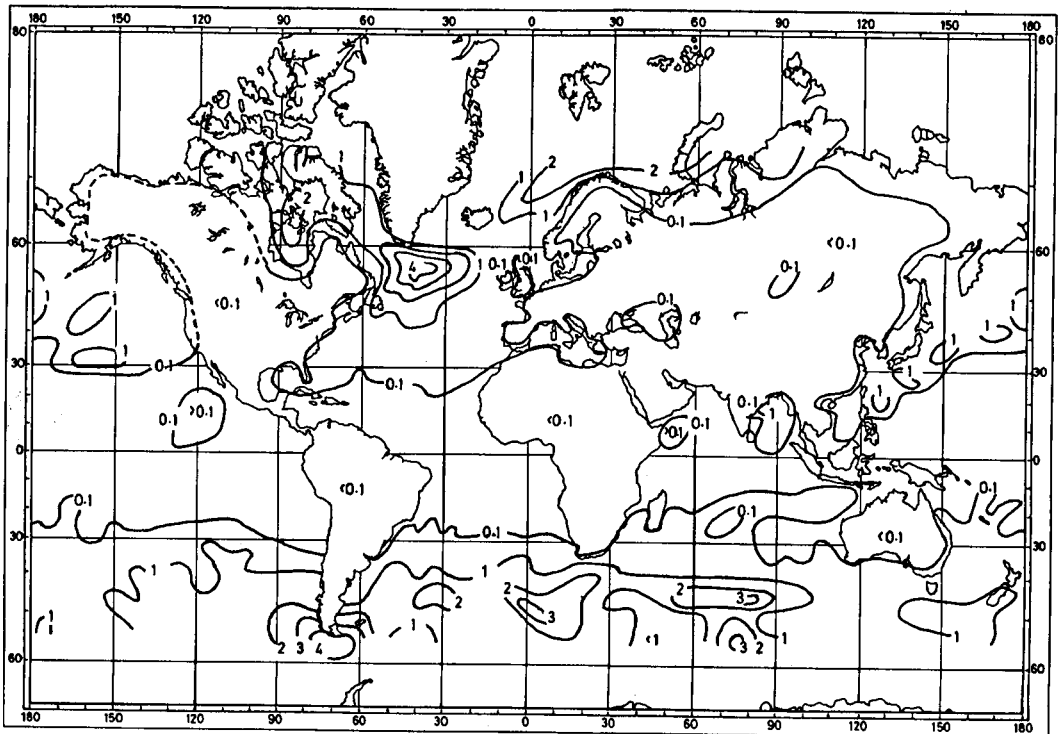 180 150 120 90 60 30 0 30 60 90 120 150 180
80 80
2 2
1 1 0·1
60 ‹0·1 60
0·1 0·1 1
4
0·1
1 ‹0·1 0·1 1 1
1 1
30 0·1 0·1 1 30
0·1 ›0·1 ‹0·1 ›0·1 0·1 0·1 1 1
0 0
‹0·1
0·1 0·1 0·1
30 0·1 ‹0·1 30
1 1 1 2 2 3
2 3
1 2 3 4 1 ‹1 3 2 1 1
60 60
180 150 120 90 60 30 0 30 60 90 120 150 180